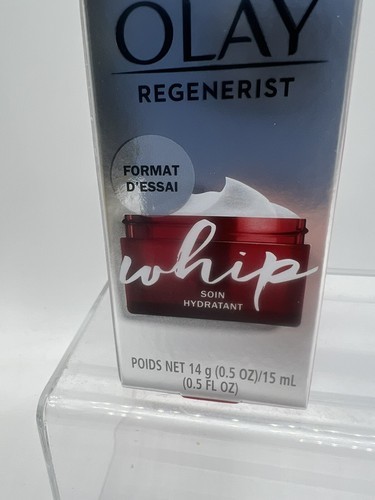 OLAY
REGENERIST
FORMAT
D'ESSAI
whip
SOIN
HYDRATANT
POIDS NET 14 g (0.5 OZ)/15 mL
(0.5 FL OZ)